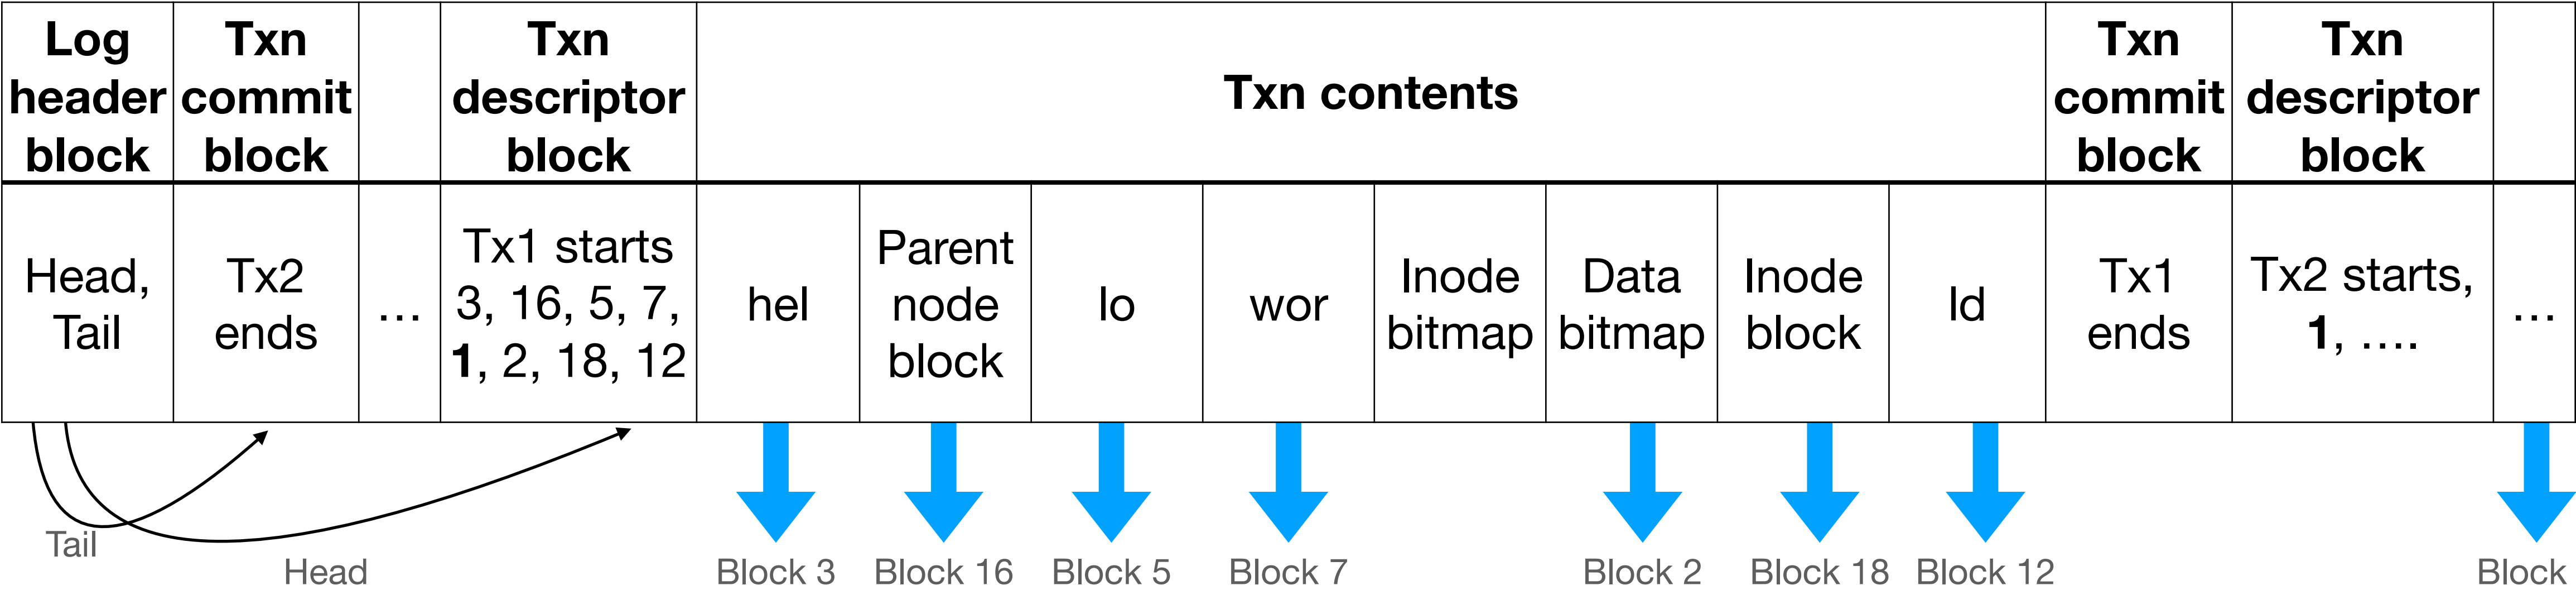 Log
header
block
Txn
commit
block
Txn
descriptor
block
Txn contents
Txn
commit
block
Txn
descriptor
block
Head,
Tail
Tx2
ends
...
Tx1 starts
3, 16, 5, 7,
1, 2, 18, 12
hel
Parent
node
block
lo
wor
Inode
bitmap
Data
bitmap
Inode
block
ld
Tx1
ends
Tx2 starts,
1, ....
...
Tail
Head
Block 3
Block 16
Block 5
Block 7
Block 2
Block 18
Block 12
Block